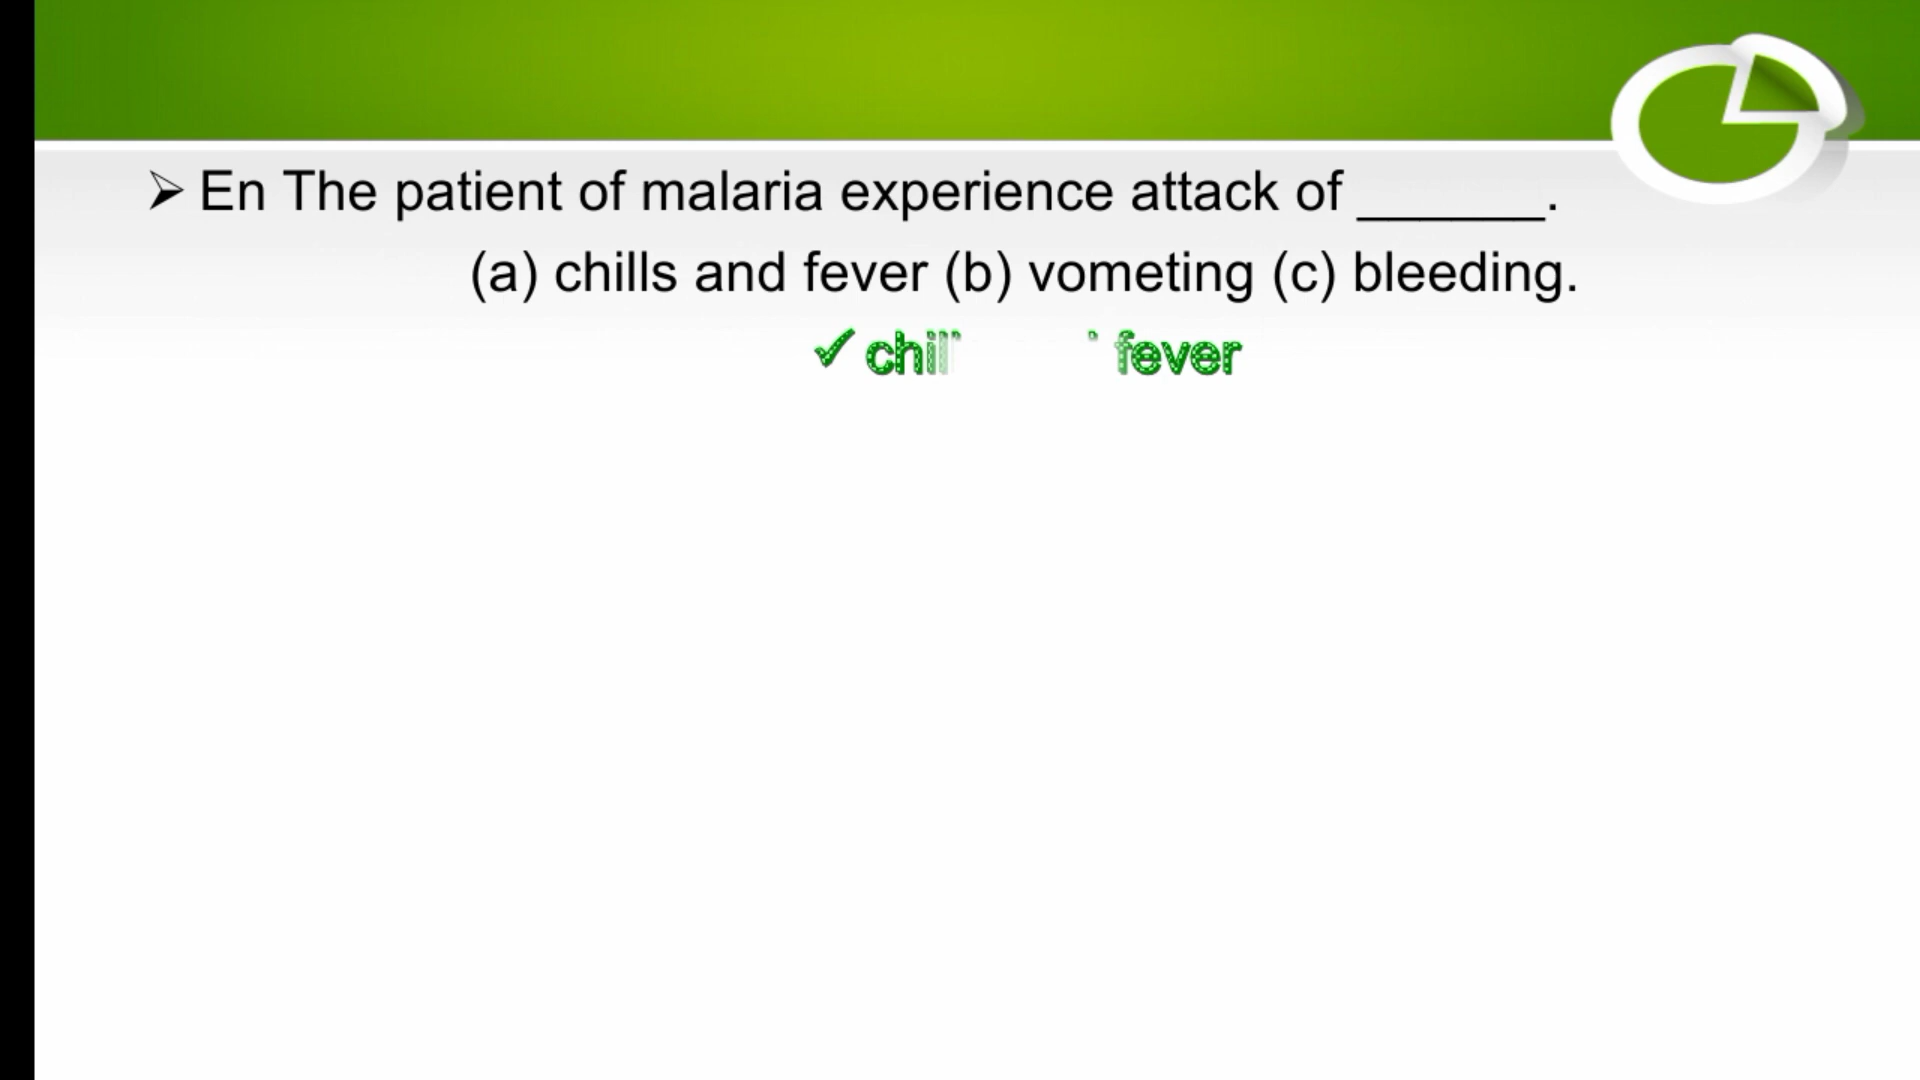 En The patient of malaria experience attack of ______.
(a) chills and fever (b) vometing (c) bleeding.
fever